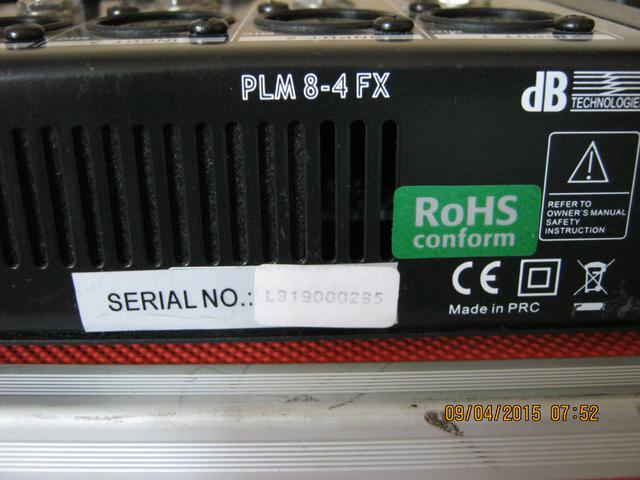 PLM 8-4 FX
dB
TECHNOLOGIE
RoHS
conform
REFER TO
OWNER'S MANUAL
SAFETY
INSTRUCTION
SERIAL NO.: L319000295
CE
Made in PRC
09/04/2015 07:52